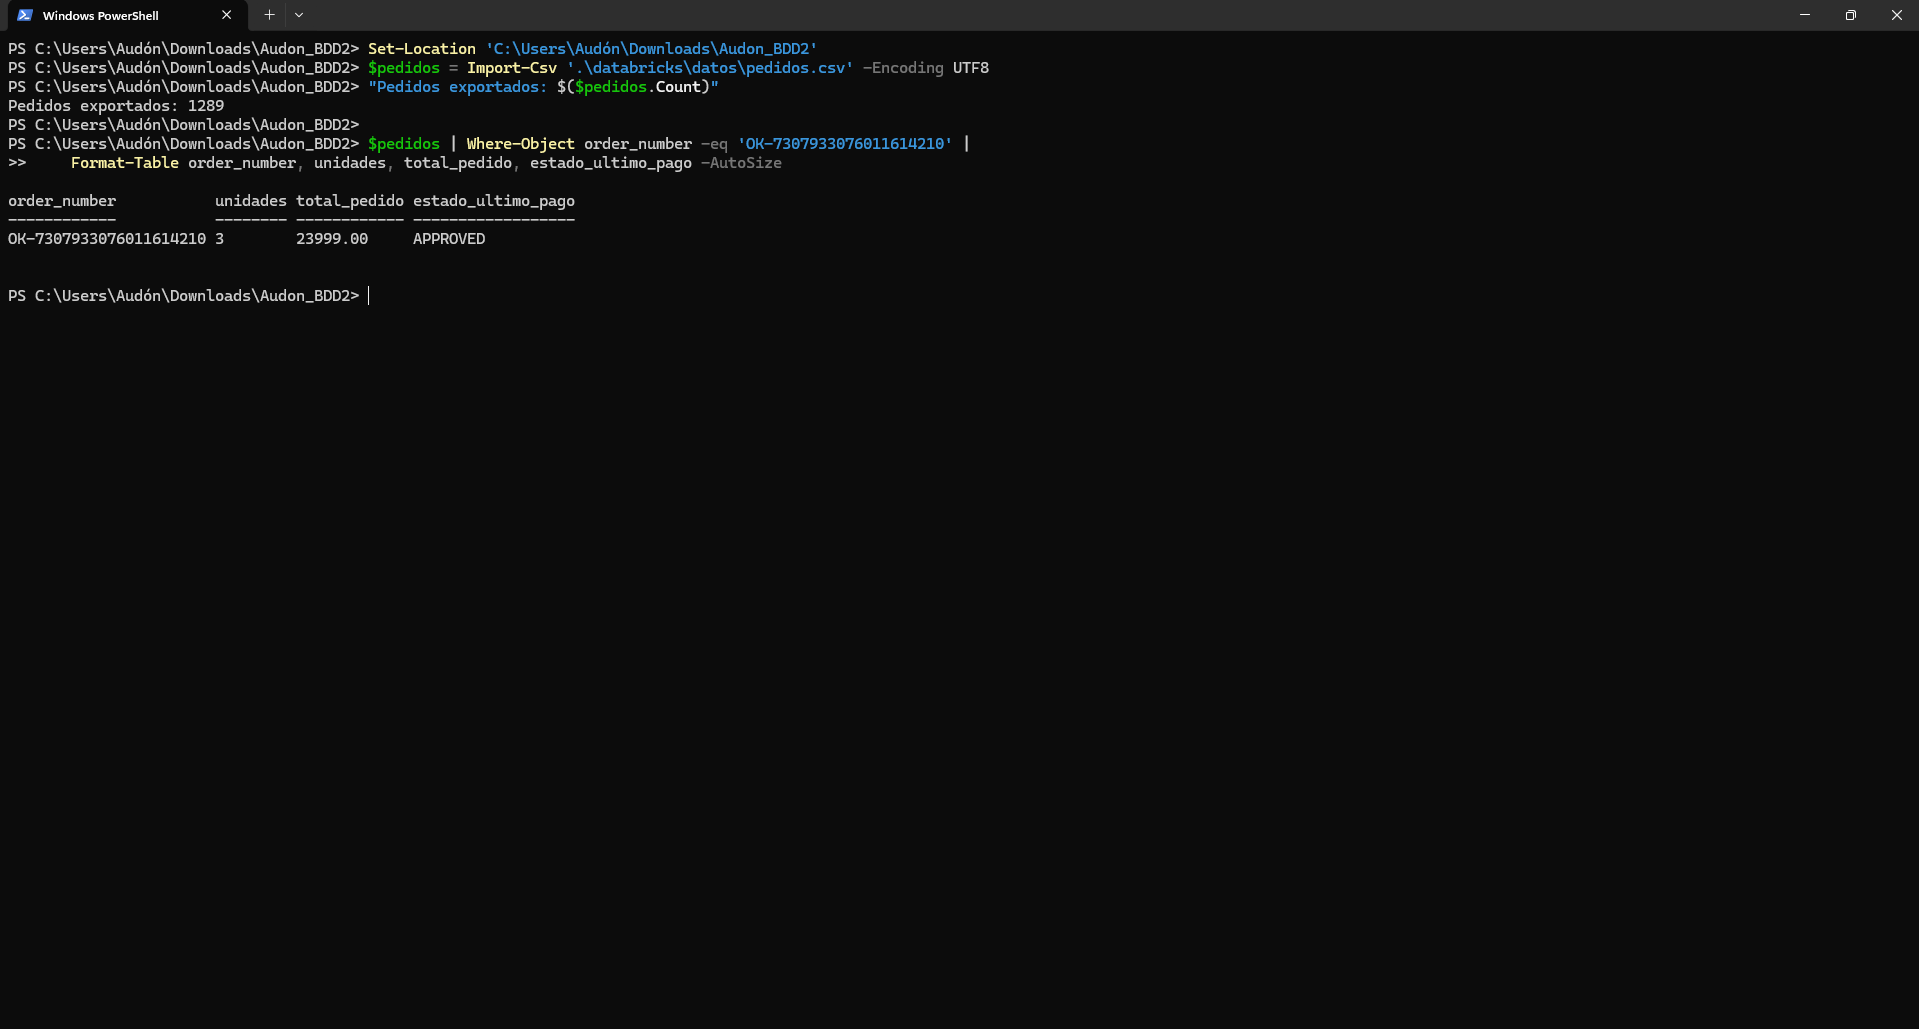 Windows PowerShell
PS C:\Users\Audón\Downloads\Audon_BDD2> Set-Location 'C:\Users\Audón\Downloads\Audon_BDD2'
PS C:\Users\Audón\Downloads\Audon_BDD2> $pedidos = Import-Csv '.\databricks\datos\pedidos.csv' -Encoding UTF8
PS C:\Users\Audón\Downloads\Audon_BDD2> "Pedidos exportados: $($pedidos.Count)"
Pedidos exportados: 1289
PS C:\Users\Audón\Downloads\Audon_BDD2>
PS C:\Users\Audón\Downloads\Audon_BDD2> $pedidos | Where-Object order_number -eq 'OK-7307933076011614210' |
>>     Format-Table order_number, unidades, total_pedido, estado_ultimo_pago -AutoSize
order_number           unidades total_pedido estado_ultimo_pago
------------           -------- ------------ ------------------
OK-7307933076011614210 3        23999.00     APPROVED
PS C:\Users\Audón\Downloads\Audon_BDD2>